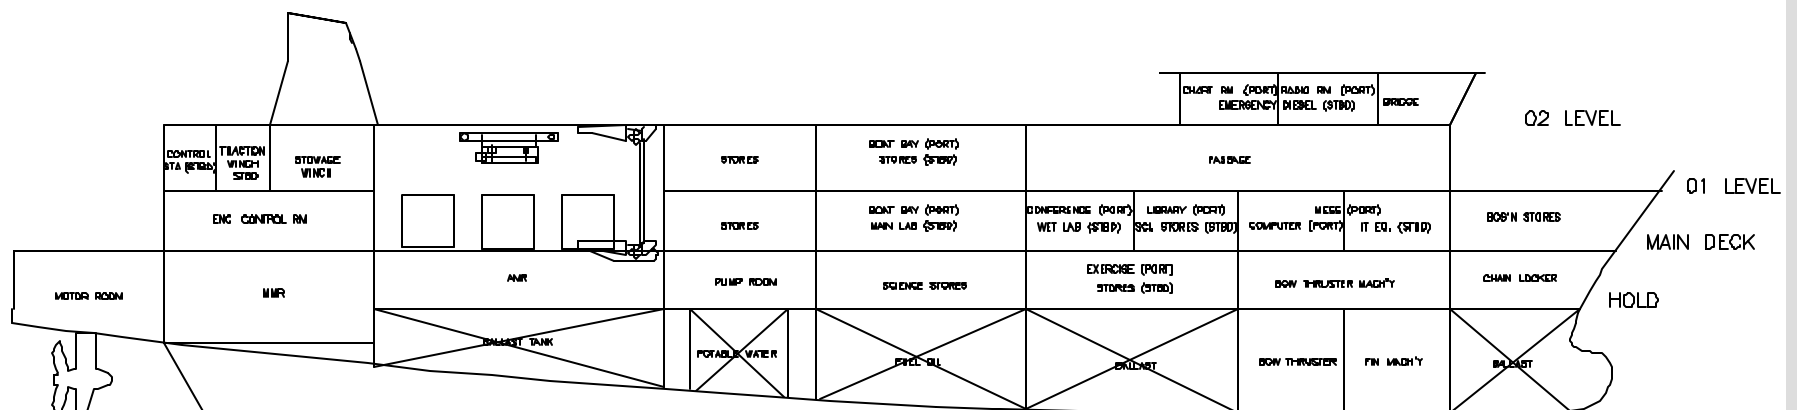 CHART RM (PORT) RADIO RM (PORT)
EMERGENCY DIESEL (STBD)
BRIDGE
02 LEVEL
CONTROL
STA (STBD)
TRACTION
WINCH
STBD
STOWAGE
WINCH
STORES
BOAT BAY (PORT)
STORES (STBD)
PASSAGE
01 LEVEL
ENG CONTROL RM
STORES
BOAT BAY (PORT)
MAIN LAB (STBD)
CONFERENCE (PORT)
WET LAB (STBD)
LIBRARY (PORT)
SCI. STORES (STBD)
MESS (PORT)
COMPUTER (PORT)
IT EQ. (STBD)
BOS'N STORES
MAIN DECK
MOTOR ROOM
MMR
AMR
PUMP ROOM
SCIENCE STORES
EXERCISE (PORT)
STORES (STBD)
BOW THRUSTER MACH'Y
CHAIN LOCKER
HOLD
BALLAST TANK
POTABLE WATER
FUEL OIL
BALLAST
BOW THRUSTER
FIN MACH'Y
BALLAST